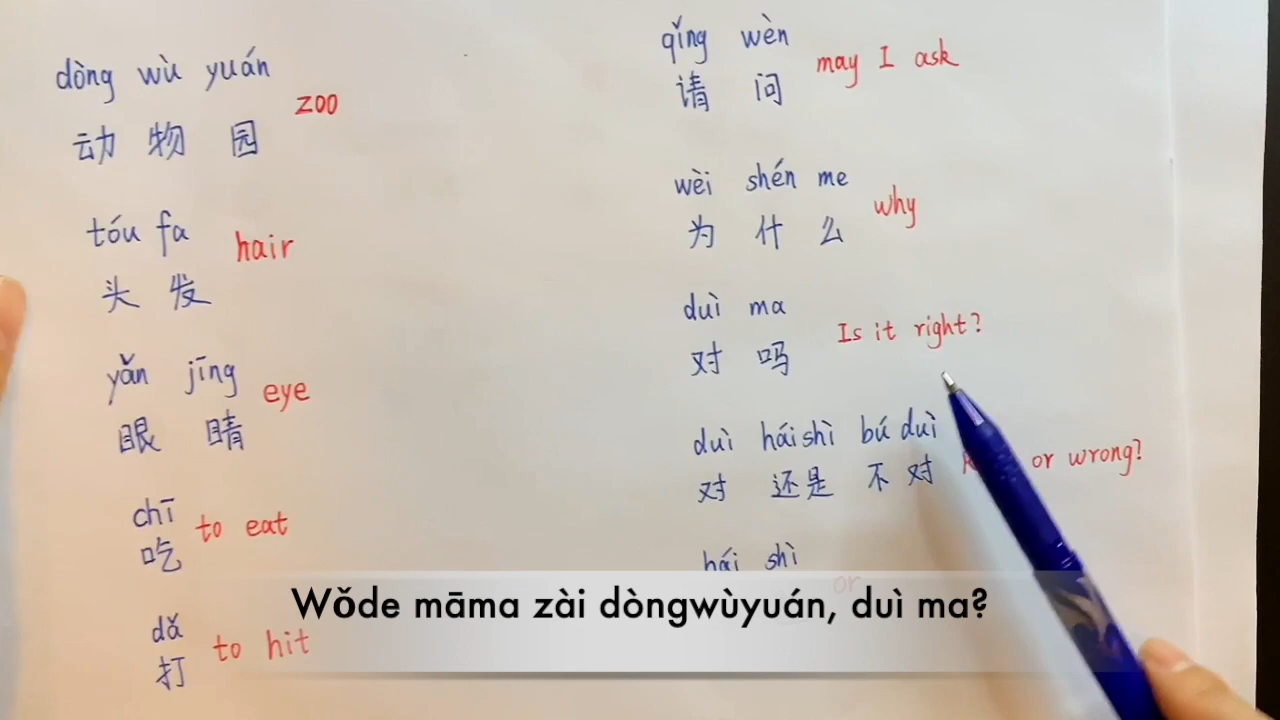 dòng wù yuán
动 物 园
zoo
tóu fa
头 发
hair
yǎn jīng
眼 睛
eye
chī
吃
to eat
dǎ
打
to hit
qǐng wèn
请 问
may I ask
wèi shén me
为 什 么
why
duì ma
对 吗
Is it right?
duì háishì bú duì
对 还是 不 对
or wrong?
hái shì
or
Wǒde māma zài dòngwùyuán, duì ma?